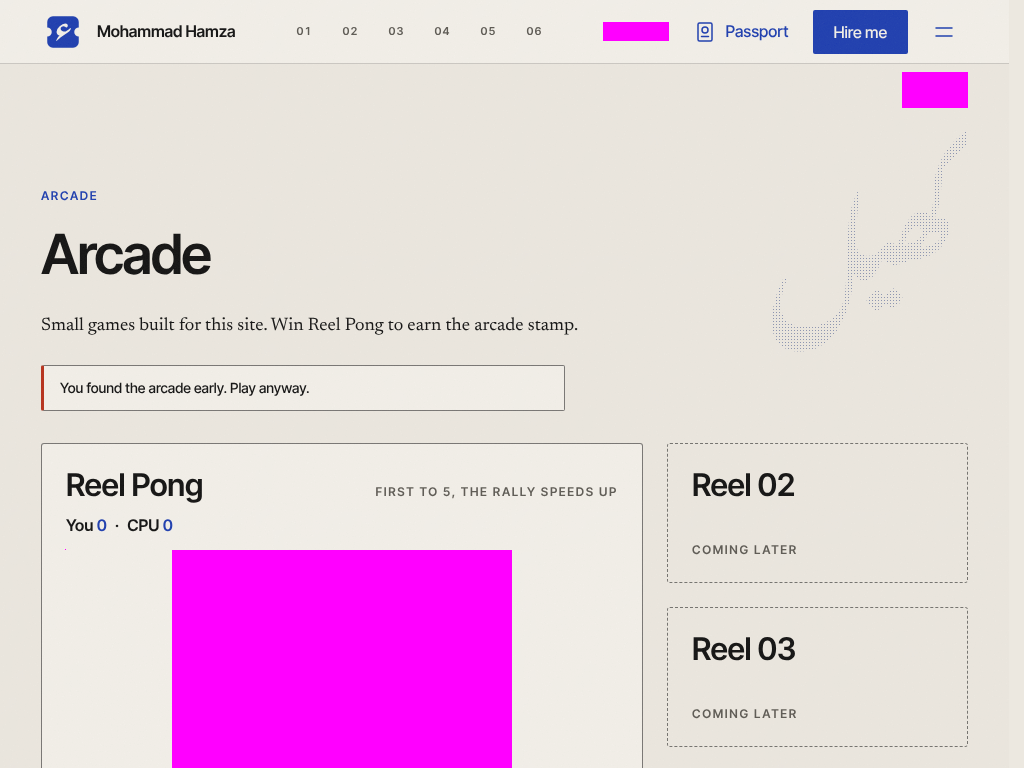 Mohammad Hamza
01 02 03 04 05 06
Passport
Hire me
ARCADE
Arcade
Small games built for this site. Win Reel Pong to earn the arcade stamp.
You found the arcade early. Play anyway.
Reel Pong
FIRST TO 5, THE RALLY SPEEDS UP
You 0 · CPU 0
Reel 02
COMING LATER
Reel 03
COMING LATER